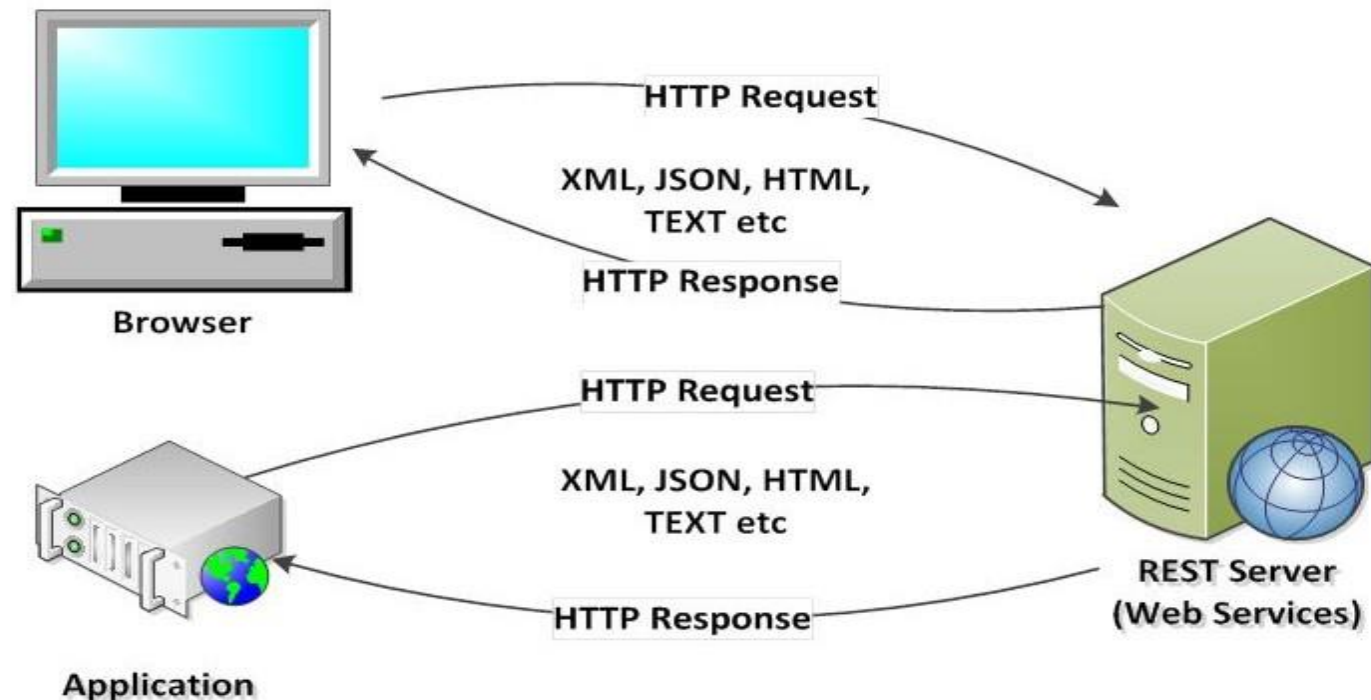 HTTP Request
XML, JSON, HTML,
TEXT etc
HTTP Response
Browser
HTTP Request
XML, JSON, HTML,
TEXT etc
HTTP Response
REST Server
(Web Services)
Application